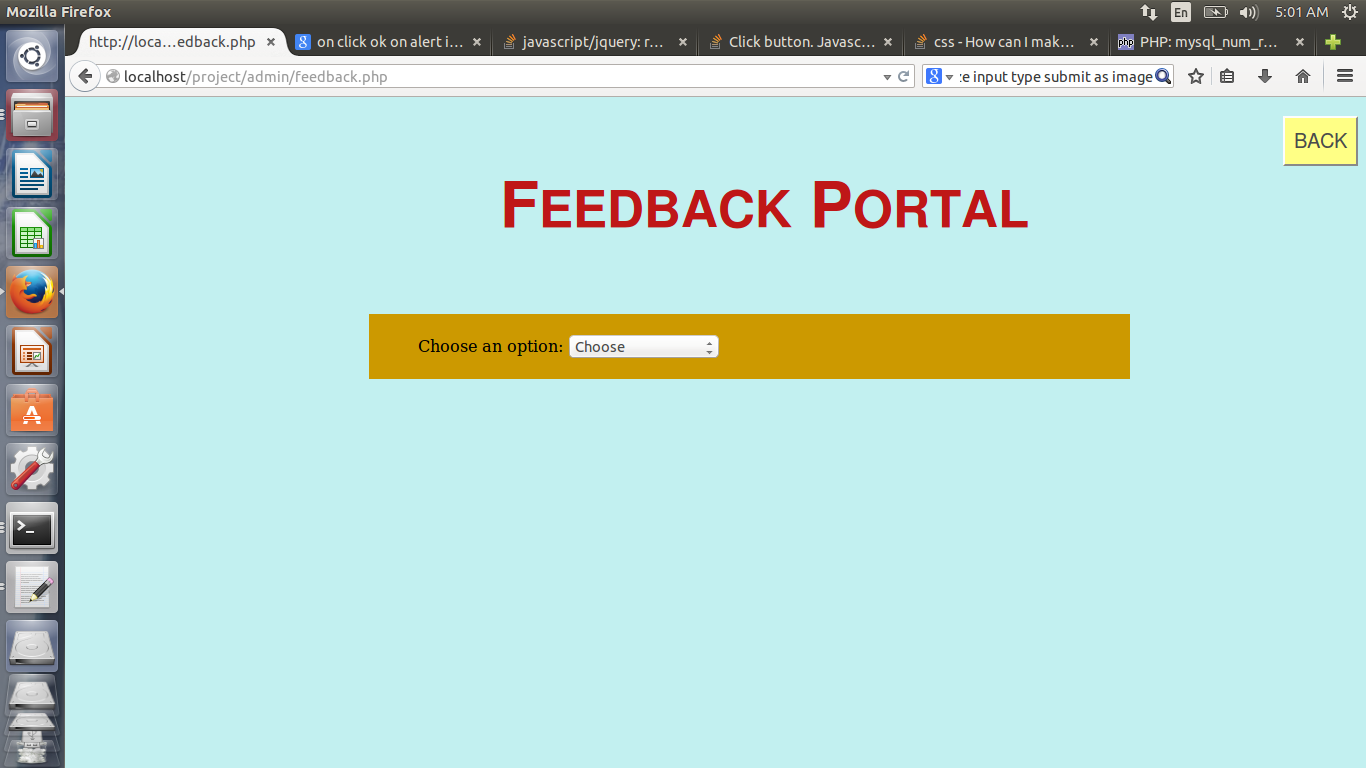 Mozilla Firefox
En
5:01 AM
http://loca...edback.php
on click ok on alert i...
javascript/jquery: r...
Click button. Javasc...
css - How can I mak...
php
PHP: mysql_num_r...
localhost/project/admin/feedback.php
input type submit as image
BACK
FEEDBACK PORTAL
Choose an option: Choose